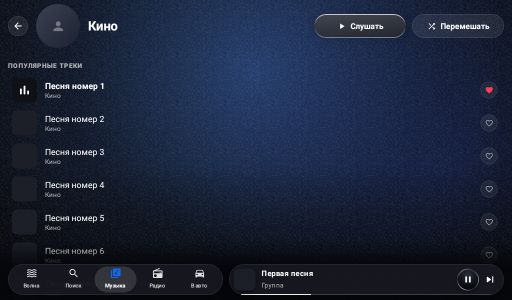 Кино
Слушать
Перемешать
ПОПУЛЯРНЫЕ ТРЕКИ
Песня номер 1
Кино
Песня номер 2
Кино
Песня номер 3
Кино
Песня номер 4
Кино
Песня номер 5
Кино
Песня номер 6
Волна
Поиск
Музыка
Радио
В авто
Первая песня
Группа